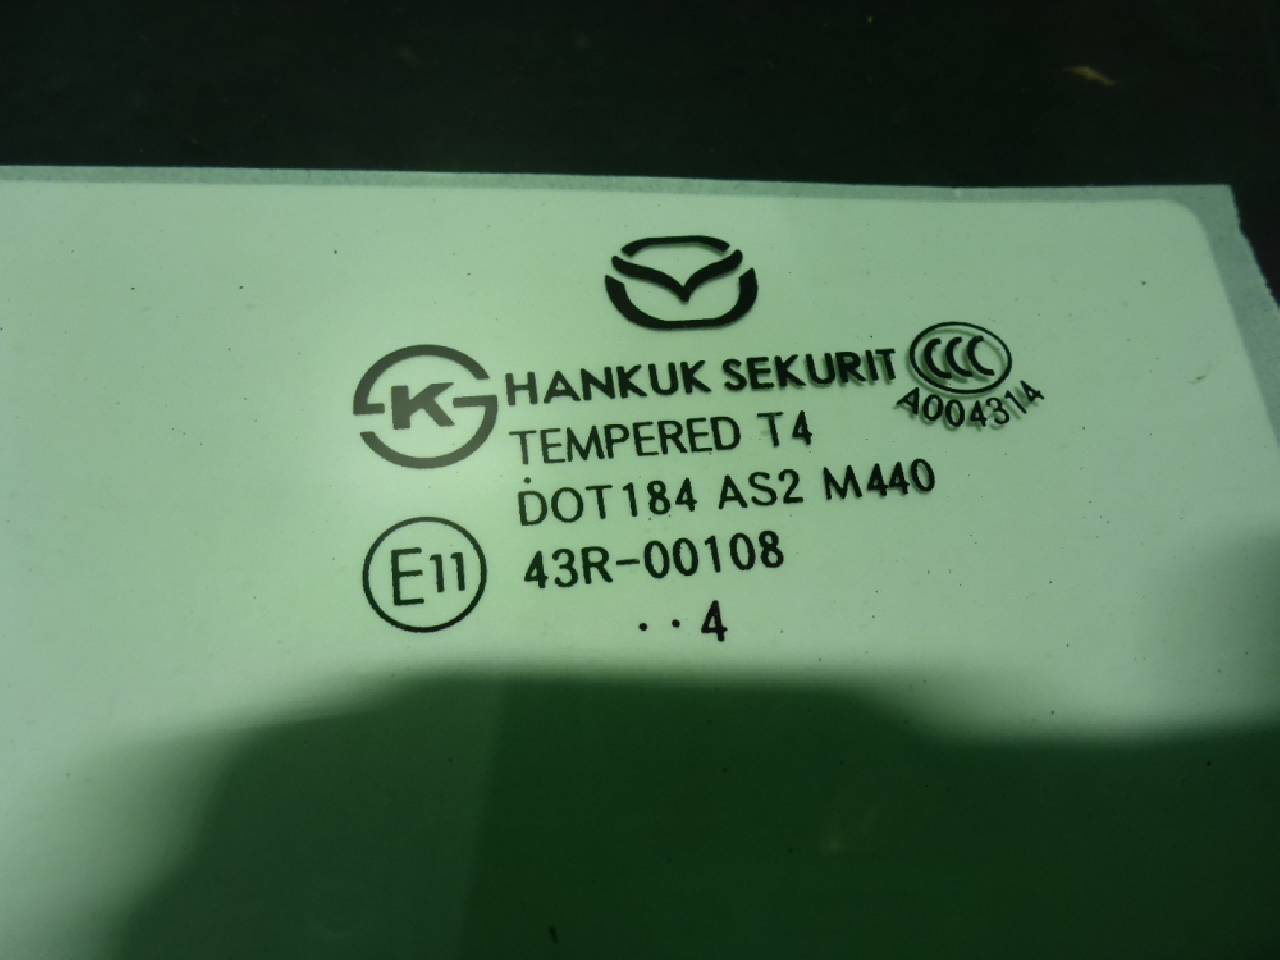 HANKUK SEKURIT
CCC
A004314
K
TEMPERED T4
DOT184 AS2 M440
E11
43R-00108
..4